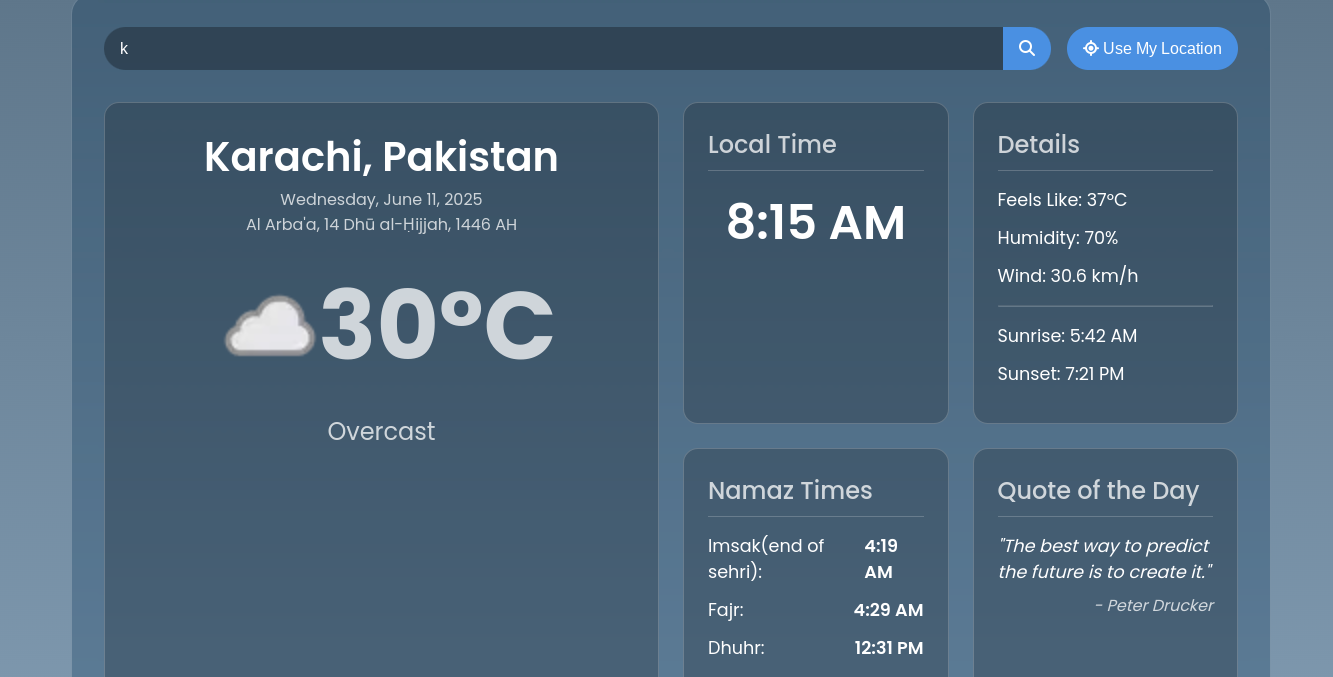 k
Use My Location
Karachi, Pakistan
Wednesday, June 11, 2025
Al Arba'a, 14 Dhū al-Ḥijjah, 1446 AH
30°C
Overcast
Local Time
8:15 AM
Details
Feels Like: 37°C
Humidity: 70%
Wind: 30.6 km/h
Sunrise: 5:42 AM
Sunset: 7:21 PM
Namaz Times
Imsak(end of 4:19
sehri): AM
Fajr: 4:29 AM
Dhuhr: 12:31 PM
Quote of the Day
"The best way to predict
the future is to create it."
- Peter Drucker